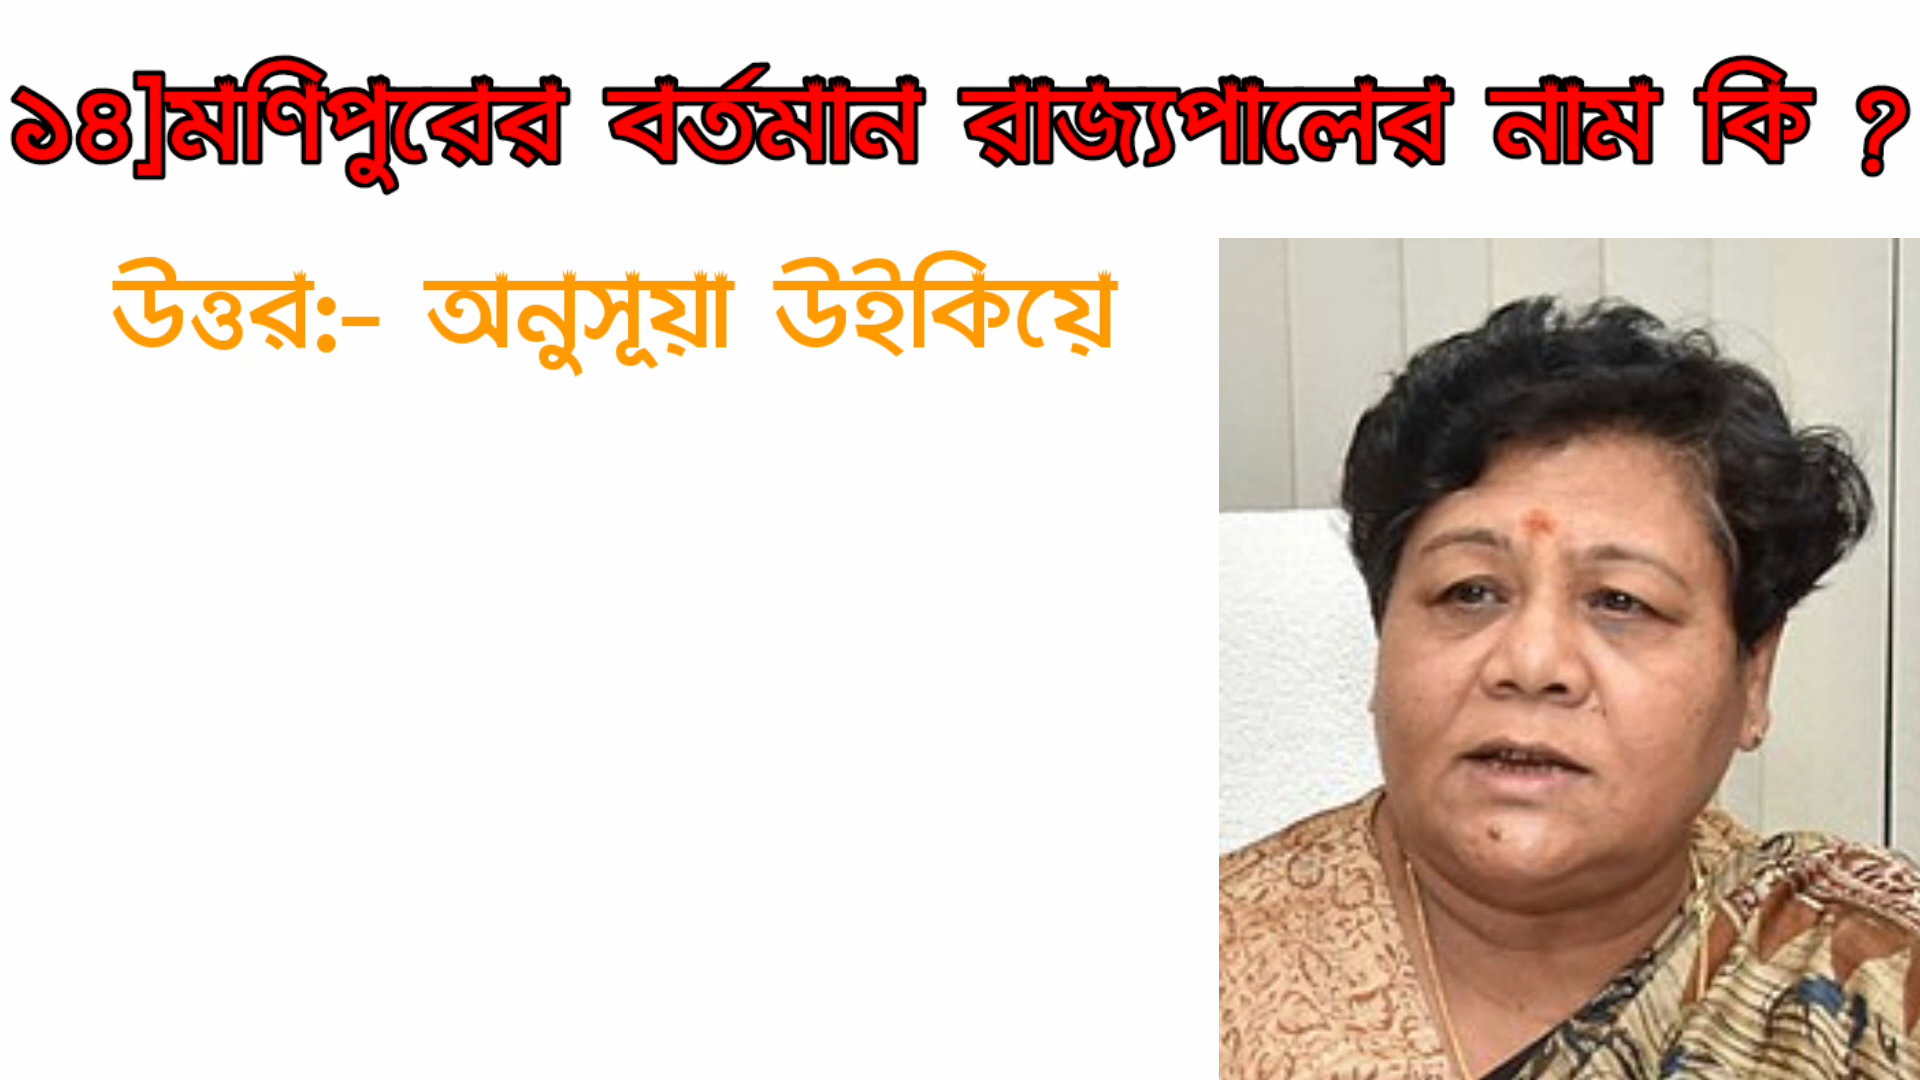 ১৪]মণিপুরের বর্তমান রাজ্যপালের নাম কি ?
উত্তর:- অনুসূয়া উইকিয়ে